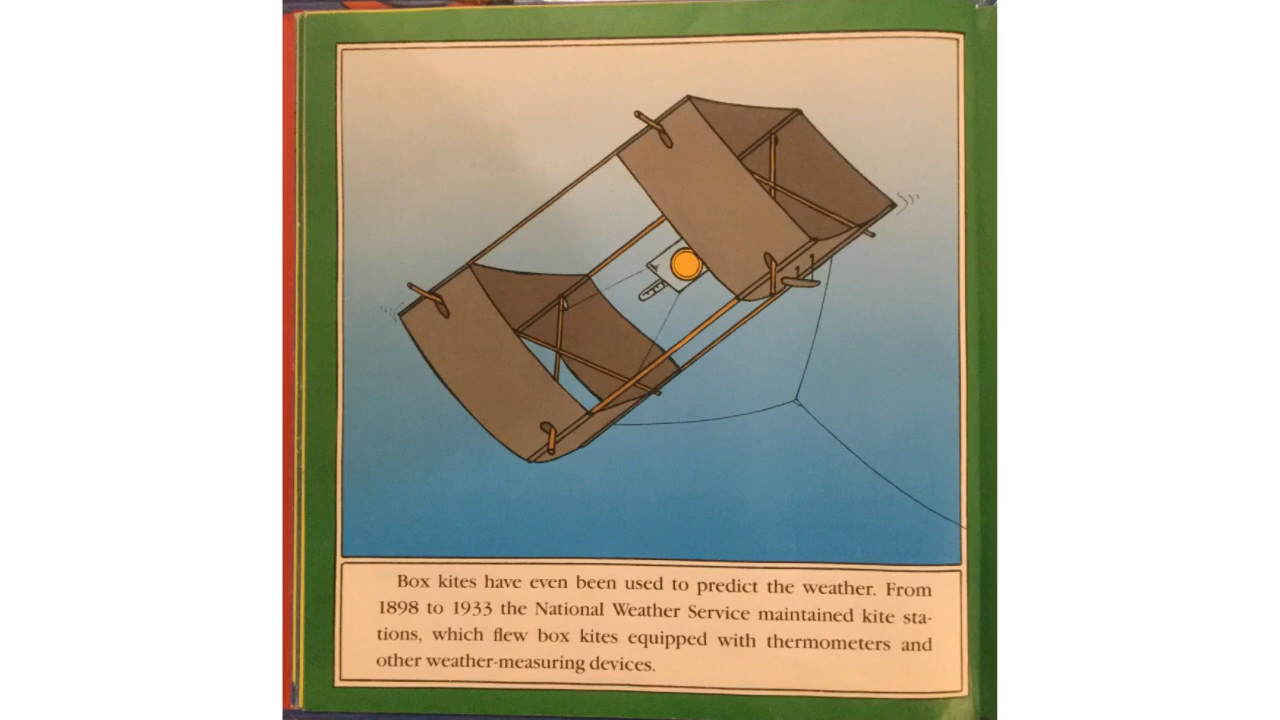 Box kites have even been used to predict the weather. From
1898 to 1933 the National Weather Service maintained kite sta-
tions, which flew box kites equipped with thermometers and
other weather-measuring devices.